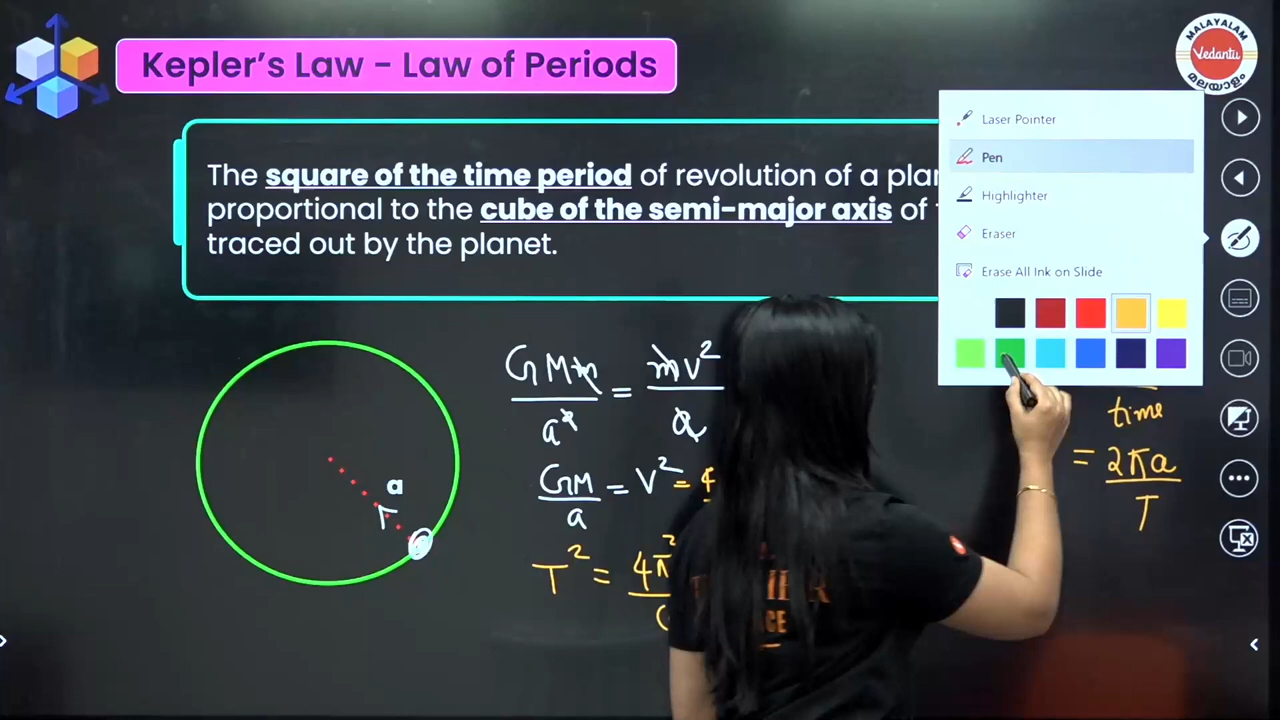 Kepler's Law - Law of Periods
MALAYALAM
Vedantu
മലയാളം
The square of the time period of revolution of a plan
proportional to the cube of the semi-major axis of
traced out by the planet.
Laser Pointer
Pen
Highlighter
Eraser
Erase All Ink on Slide
GMm/a² = mv²/a
time
GM/a = V² =
= 2πa/T
T² = 4π²
a